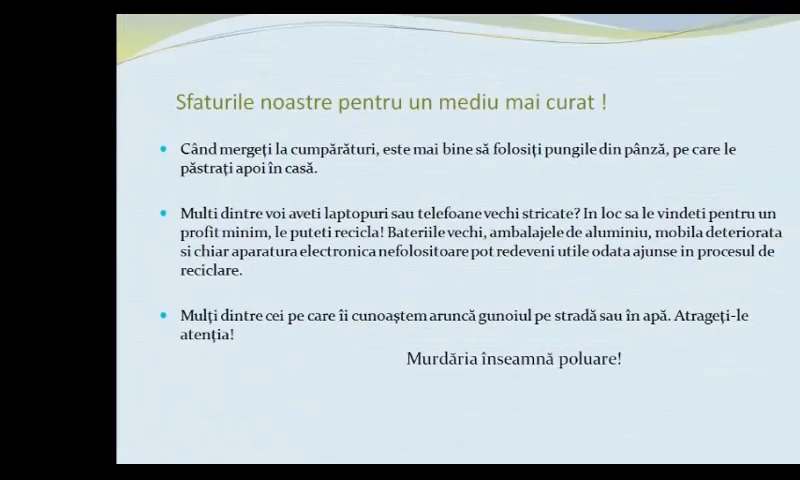 Sfaturile noastre pentru un mediu mai curat !
Când mergeți la cumpărături, este mai bine să folosiți pungile din pânză, pe care le
păstrați apoi în casă.
Multi dintre voi aveti laptopuri sau telefoane vechi stricate? In loc sa le vindeti pentru un
profit minim, le puteti recicla! Bateriile vechi, ambalajele de aluminiu, mobila deteriorata
si chiar aparatura electronica nefolositoare pot redeveni utile odata ajunse in procesul de
reciclare.
Mulți dintre cei pe care îi cunoaștem aruncă gunoiul pe stradă sau în apă. Atrageți-le
atenția!
Murdăria înseamnă poluare!